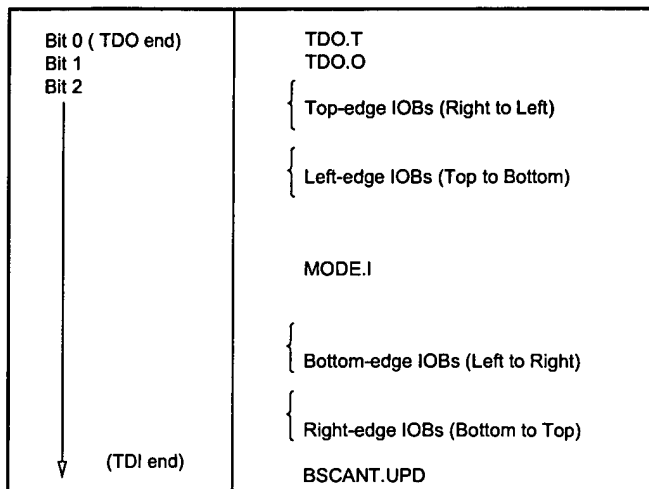 Bit 0 ( TDO end) TDO.T
Bit 1 TDO.O
Bit 2
Top-edge IOBs (Right to Left)
Left-edge IOBs (Top to Bottom)
MODE.I
Bottom-edge IOBs (Left to Right)
Right-edge IOBs (Bottom to Top)
(TDI end) BSCANT.UPD